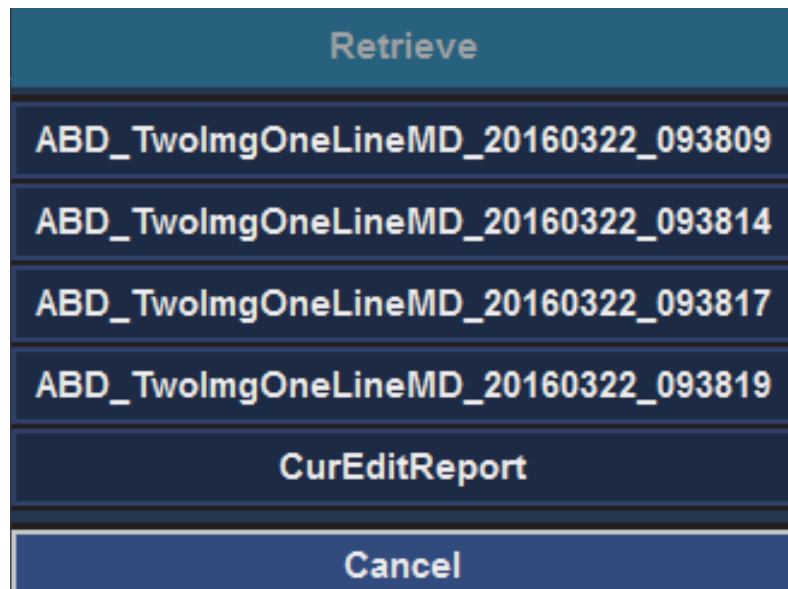 Retrieve
ABD_TwoImgOneLineMD_20160322_093809
ABD_TwoImgOneLineMD_20160322_093814
ABD_TwoImgOneLineMD_20160322_093817
ABD_TwoImgOneLineMD_20160322_093819
CurEditReport
Cancel